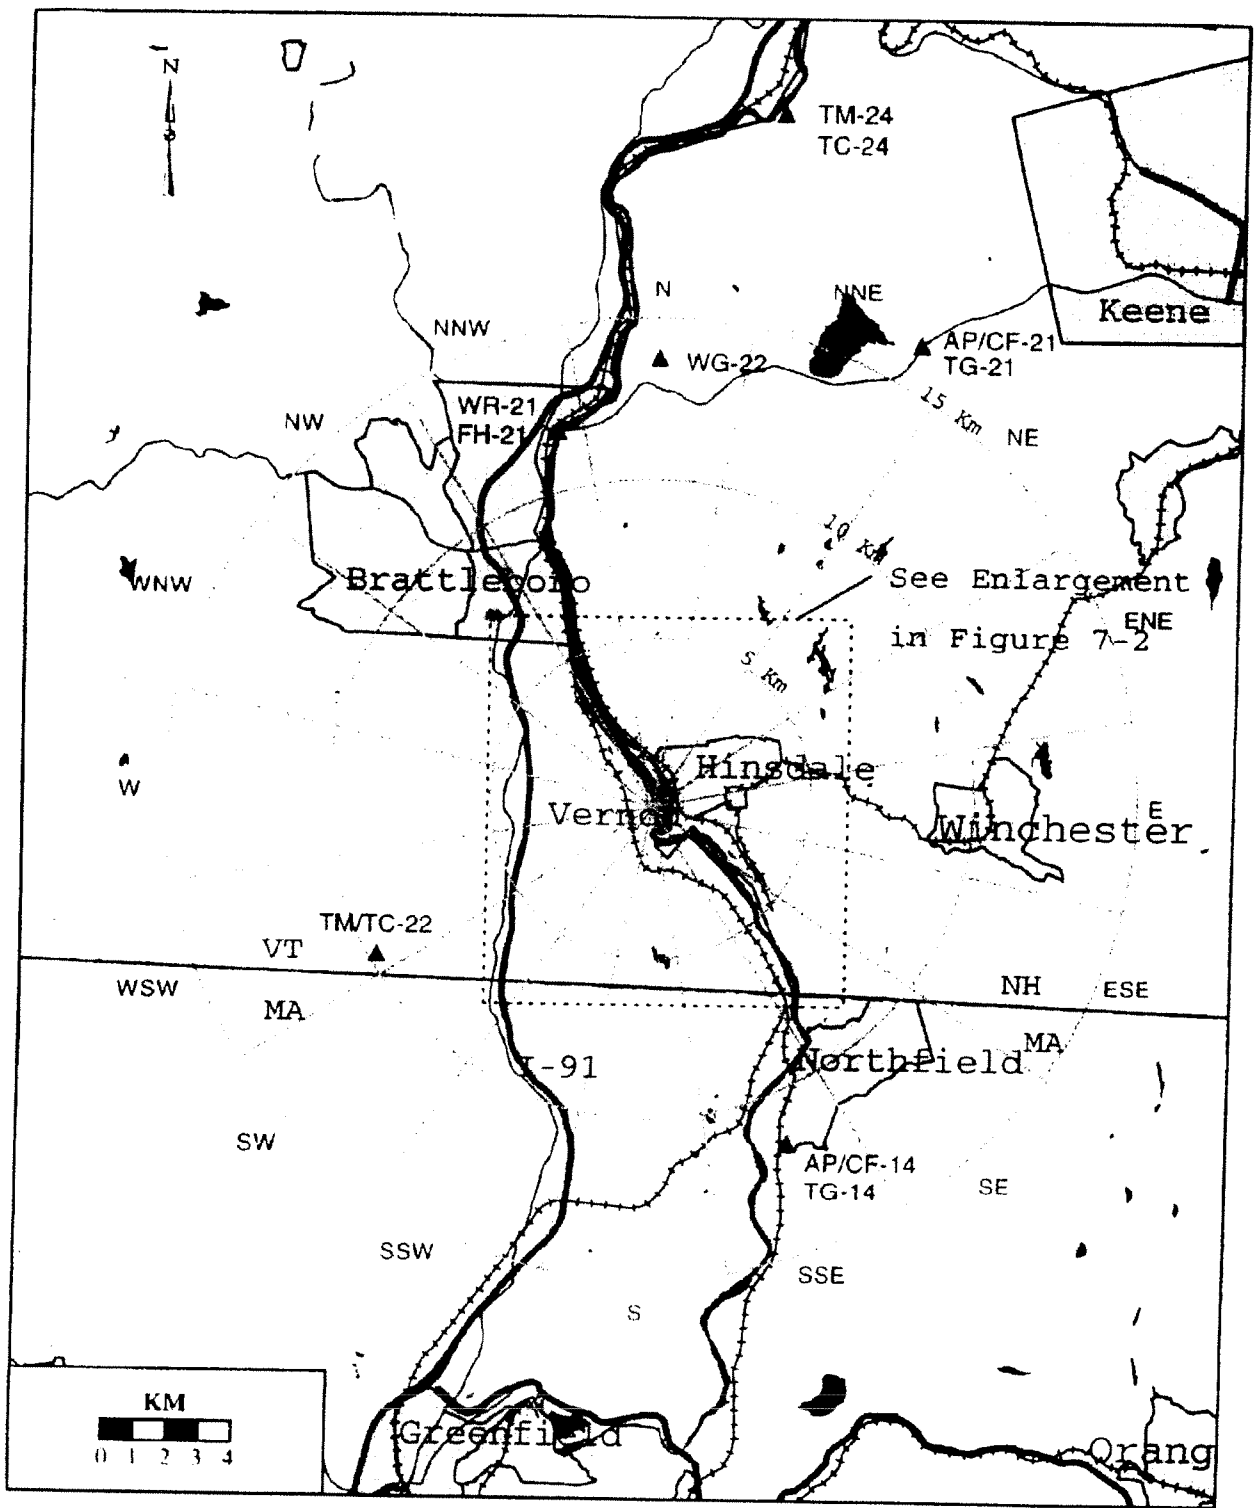 N
TM-24
TC-24
N
NNE
Keene
NNW
AP/CF-21
TG-21
WG-22
15 Km
WR-21
FH-21
NW
NE
10 Km
WNW
Brattleboro
See Enlargement
in Figure 7-2
ENE
5 Km
Hinsdale
W
Vernon
E
Winchester
TM/TC-22
VT
WSW
NH
ESE
MA
MA
I-91
Northfield
SW
AP/CF-14
TG-14
SE
SSW
SSE
S
KM
0 1 2 3 4
Greenfield
Orang